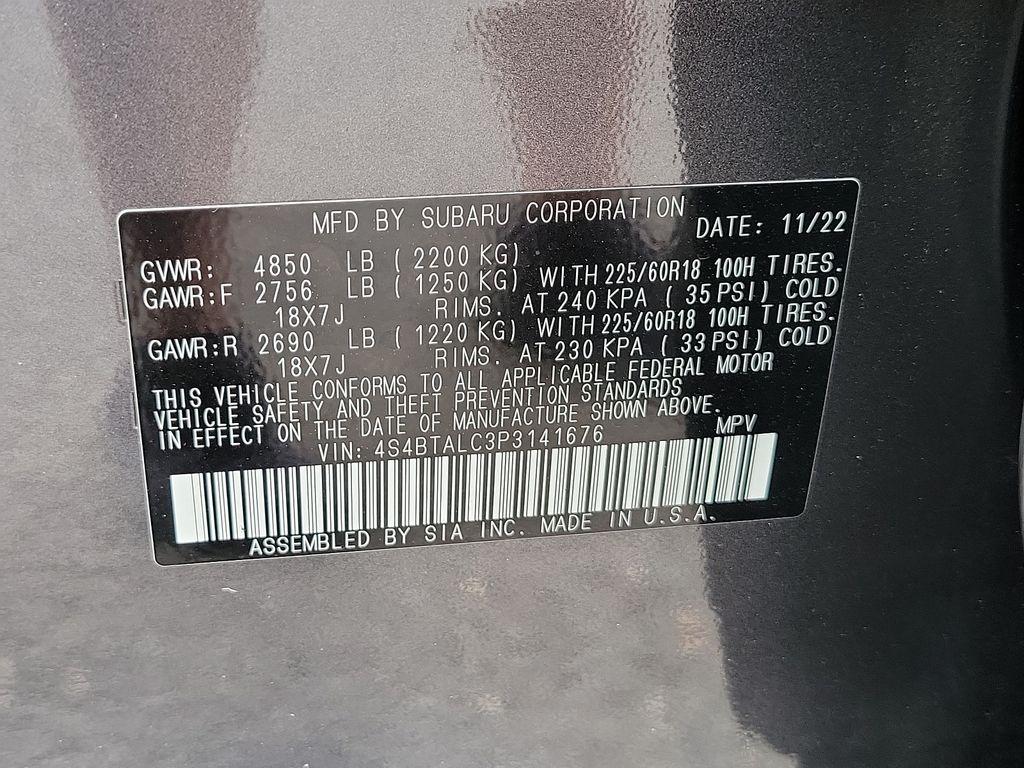 MFD BY SUBARU CORPORATION DATE: 11/22
GVWR: 4850 LB ( 2200 KG)
GAWR:F 2756 LB ( 1250 KG) WITH 225/60R18 100H TIRES.
18X7J RIMS. AT 240 KPA ( 35 PSI) COLD
GAWR:R 2690 LB ( 1220 KG) WITH 225/60R18 100H TIRES.
18X7J RIMS. AT 230 KPA ( 33 PSI) COLD
THIS VEHICLE CONFORMS TO ALL APPLICABLE FEDERAL MOTOR
VEHICLE SAFETY AND THEFT PREVENTION STANDARDS
IN EFFECT ON THE DATE OF MANUFACTURE SHOWN ABOVE.
VIN: 4S4BTALC3P3141676 MPV
ASSEMBLED BY SIA INC. MADE IN U.S.A.